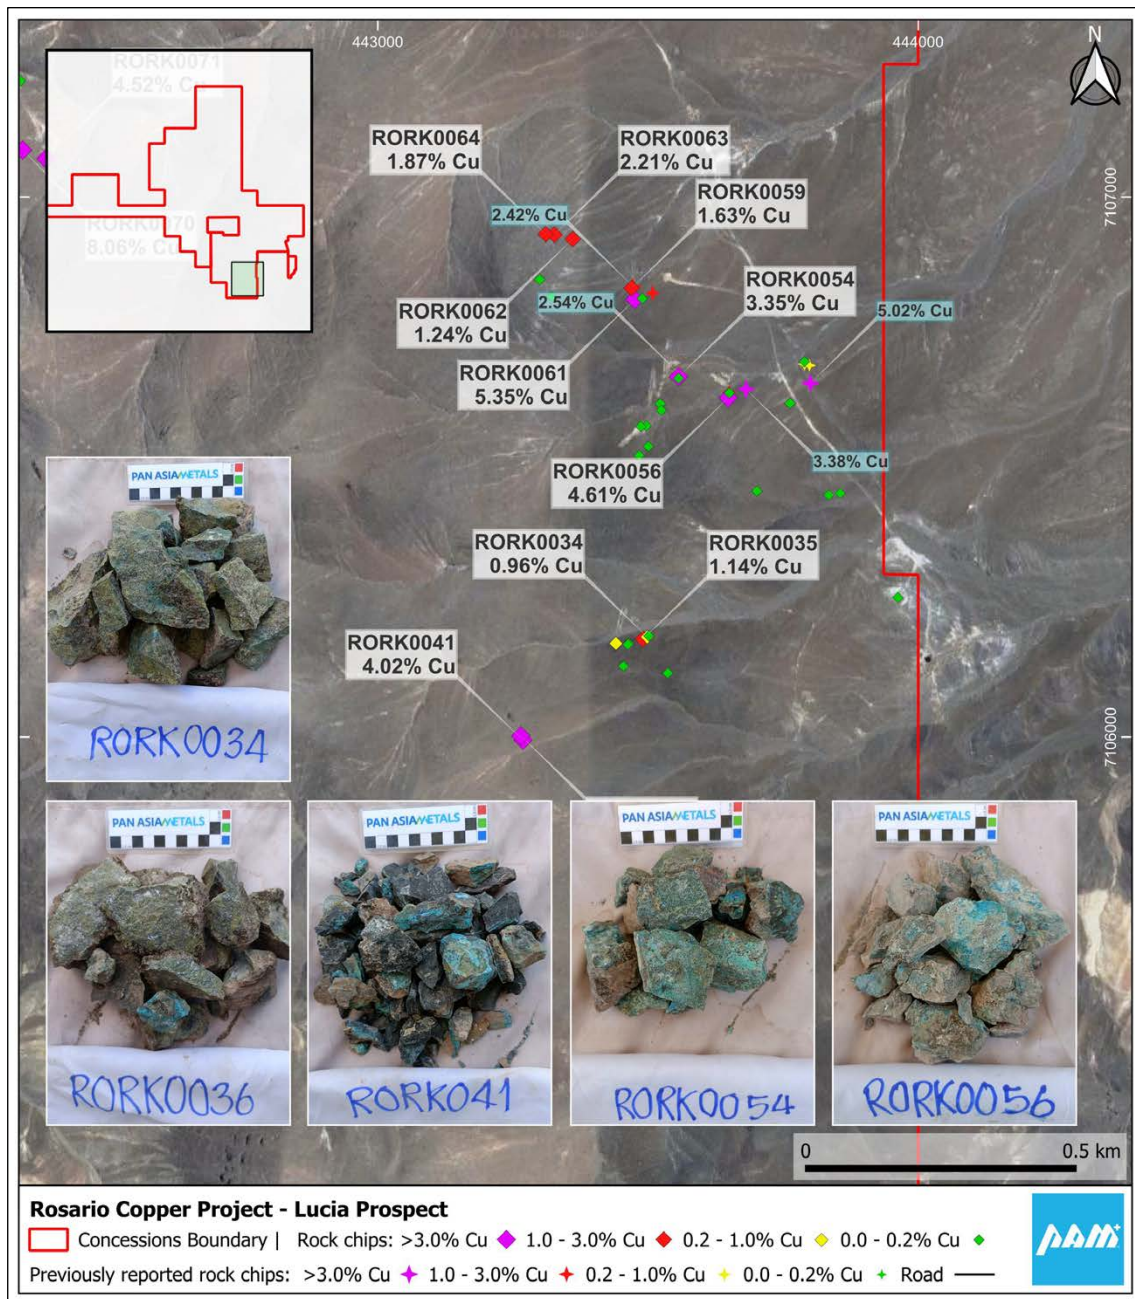 443000
444000
N
RORK0071
4.52% Cu
RORK0064
1.87% Cu
RORK0063
2.21% Cu
RORK0059
1.63% Cu
7107000
2.42% Cu
8.06% Cu
RORK0054
3.35% Cu
2.54% Cu
5.02% Cu
RORK0062
1.24% Cu
RORK0061
5.35% Cu
3.38% Cu
RORK0056
4.61% Cu
PAN ASIA METALS
RORK0034
0.96% Cu
RORK0035
1.14% Cu
RORK0041
4.02% Cu
7106000
RORK0034
PAN ASIA METALS
PAN ASIA METALS
PAN ASIA METALS
PAN ASIA METALS
RORK0036
RORK041
RORK0054
RORK0056
0 0.5 km
Rosario Copper Project - Lucia Prospect
Concessions Boundary | Rock chips: >3.0% Cu 1.0 - 3.0% Cu 0.2 - 1.0% Cu 0.0 - 0.2% Cu
Previously reported rock chips: >3.0% Cu 1.0 - 3.0% Cu 0.2 - 1.0% Cu 0.0 - 0.2% Cu Road
PAM